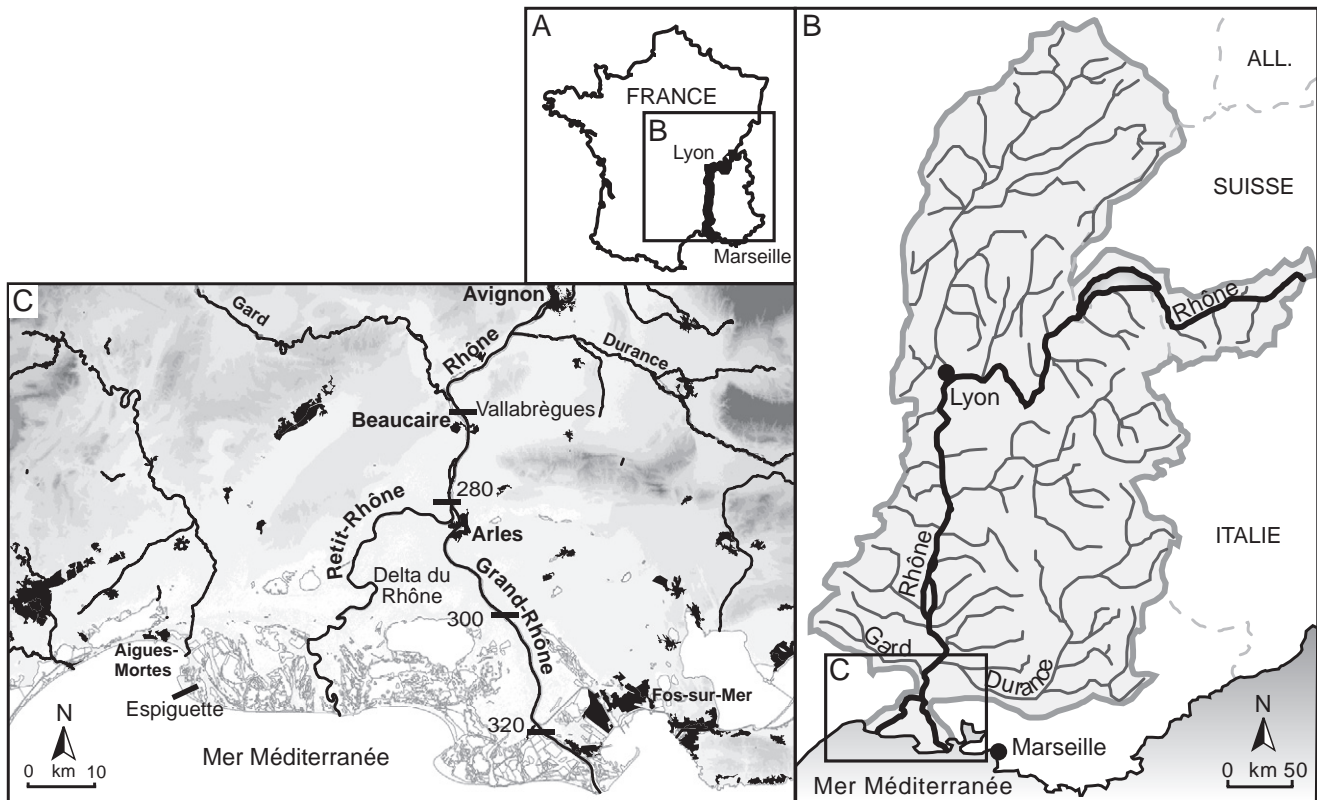 A
FRANCE
B
Lyon
Marseille
B
ALL.
SUISSE
Rhône
Lyon
Rhône
ITALIE
Gard
Durance
C
Marseille
Mer Méditerranée
N
0 km 50
C
Avignon
Gard
Rhône
Durance
Vallabrègues
Beaucaire
280
Petit-Rhône
Arles
Delta du
Rhône
Grand-Rhône
300
Aigues-
Mortes
Espiguette
Fos-sur-Mer
320
N
Mer Méditerranée
0 km 10